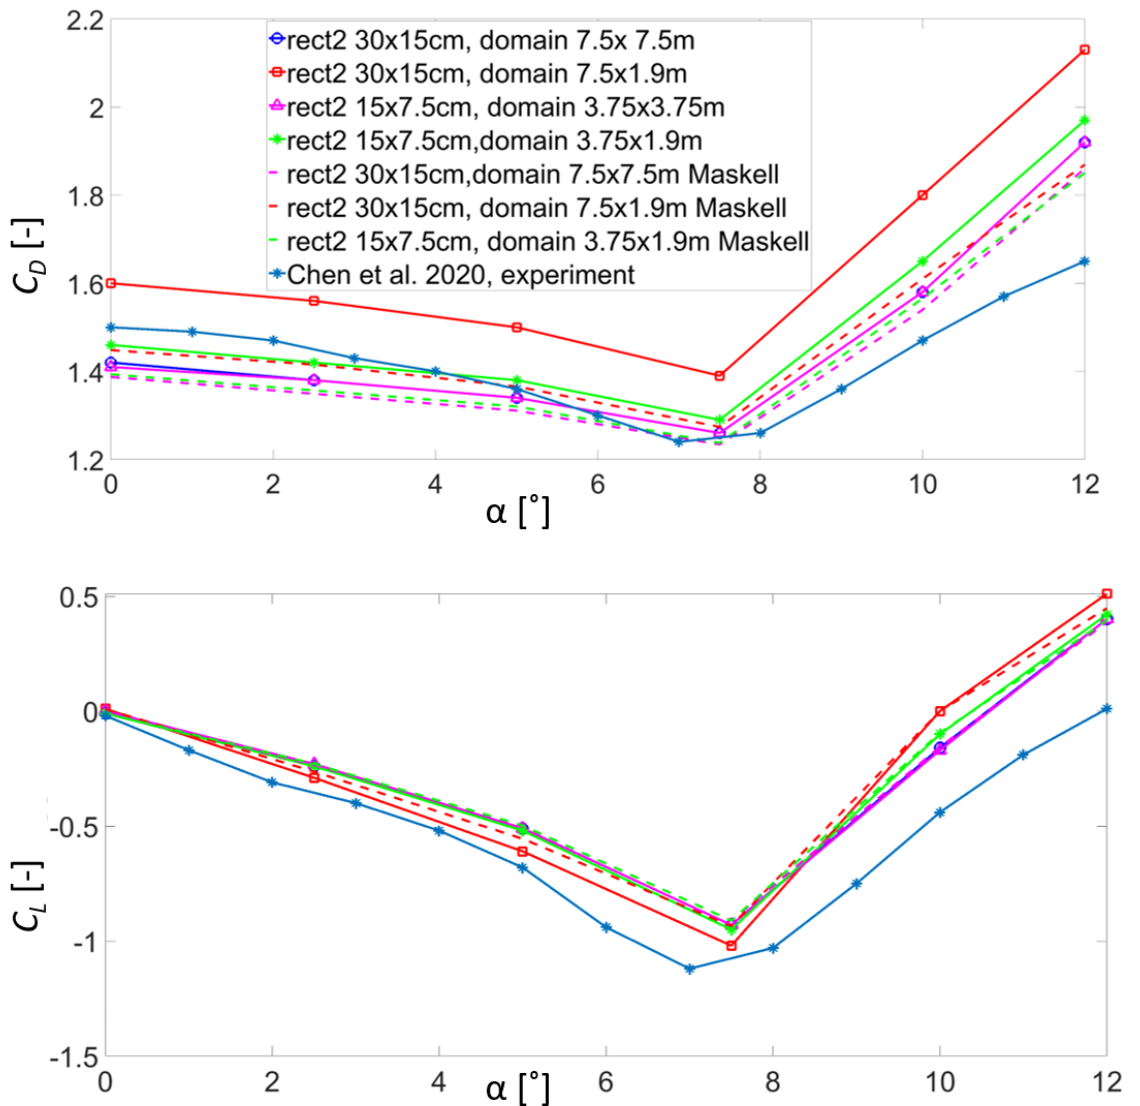 2.2
2
1.8
1.6
1.4
1.2
C_D [-]
rect2 30x15cm, domain 7.5x 7.5m
rect2 30x15cm, domain 7.5x1.9m
rect2 15x7.5cm, domain 3.75x3.75m
rect2 15x7.5cm,domain 3.75x1.9m
rect2 30x15cm,domain 7.5x7.5m Maskell
rect2 30x15cm, domain 7.5x1.9m Maskell
rect2 15x7.5cm, domain 3.75x1.9m Maskell
Chen et al. 2020, experiment
0 2 4 6 8 10 12
α [°]
0.5
0
-0.5
-1
-1.5
C_L [-]
0 2 4 6 8 10 12
α [°]